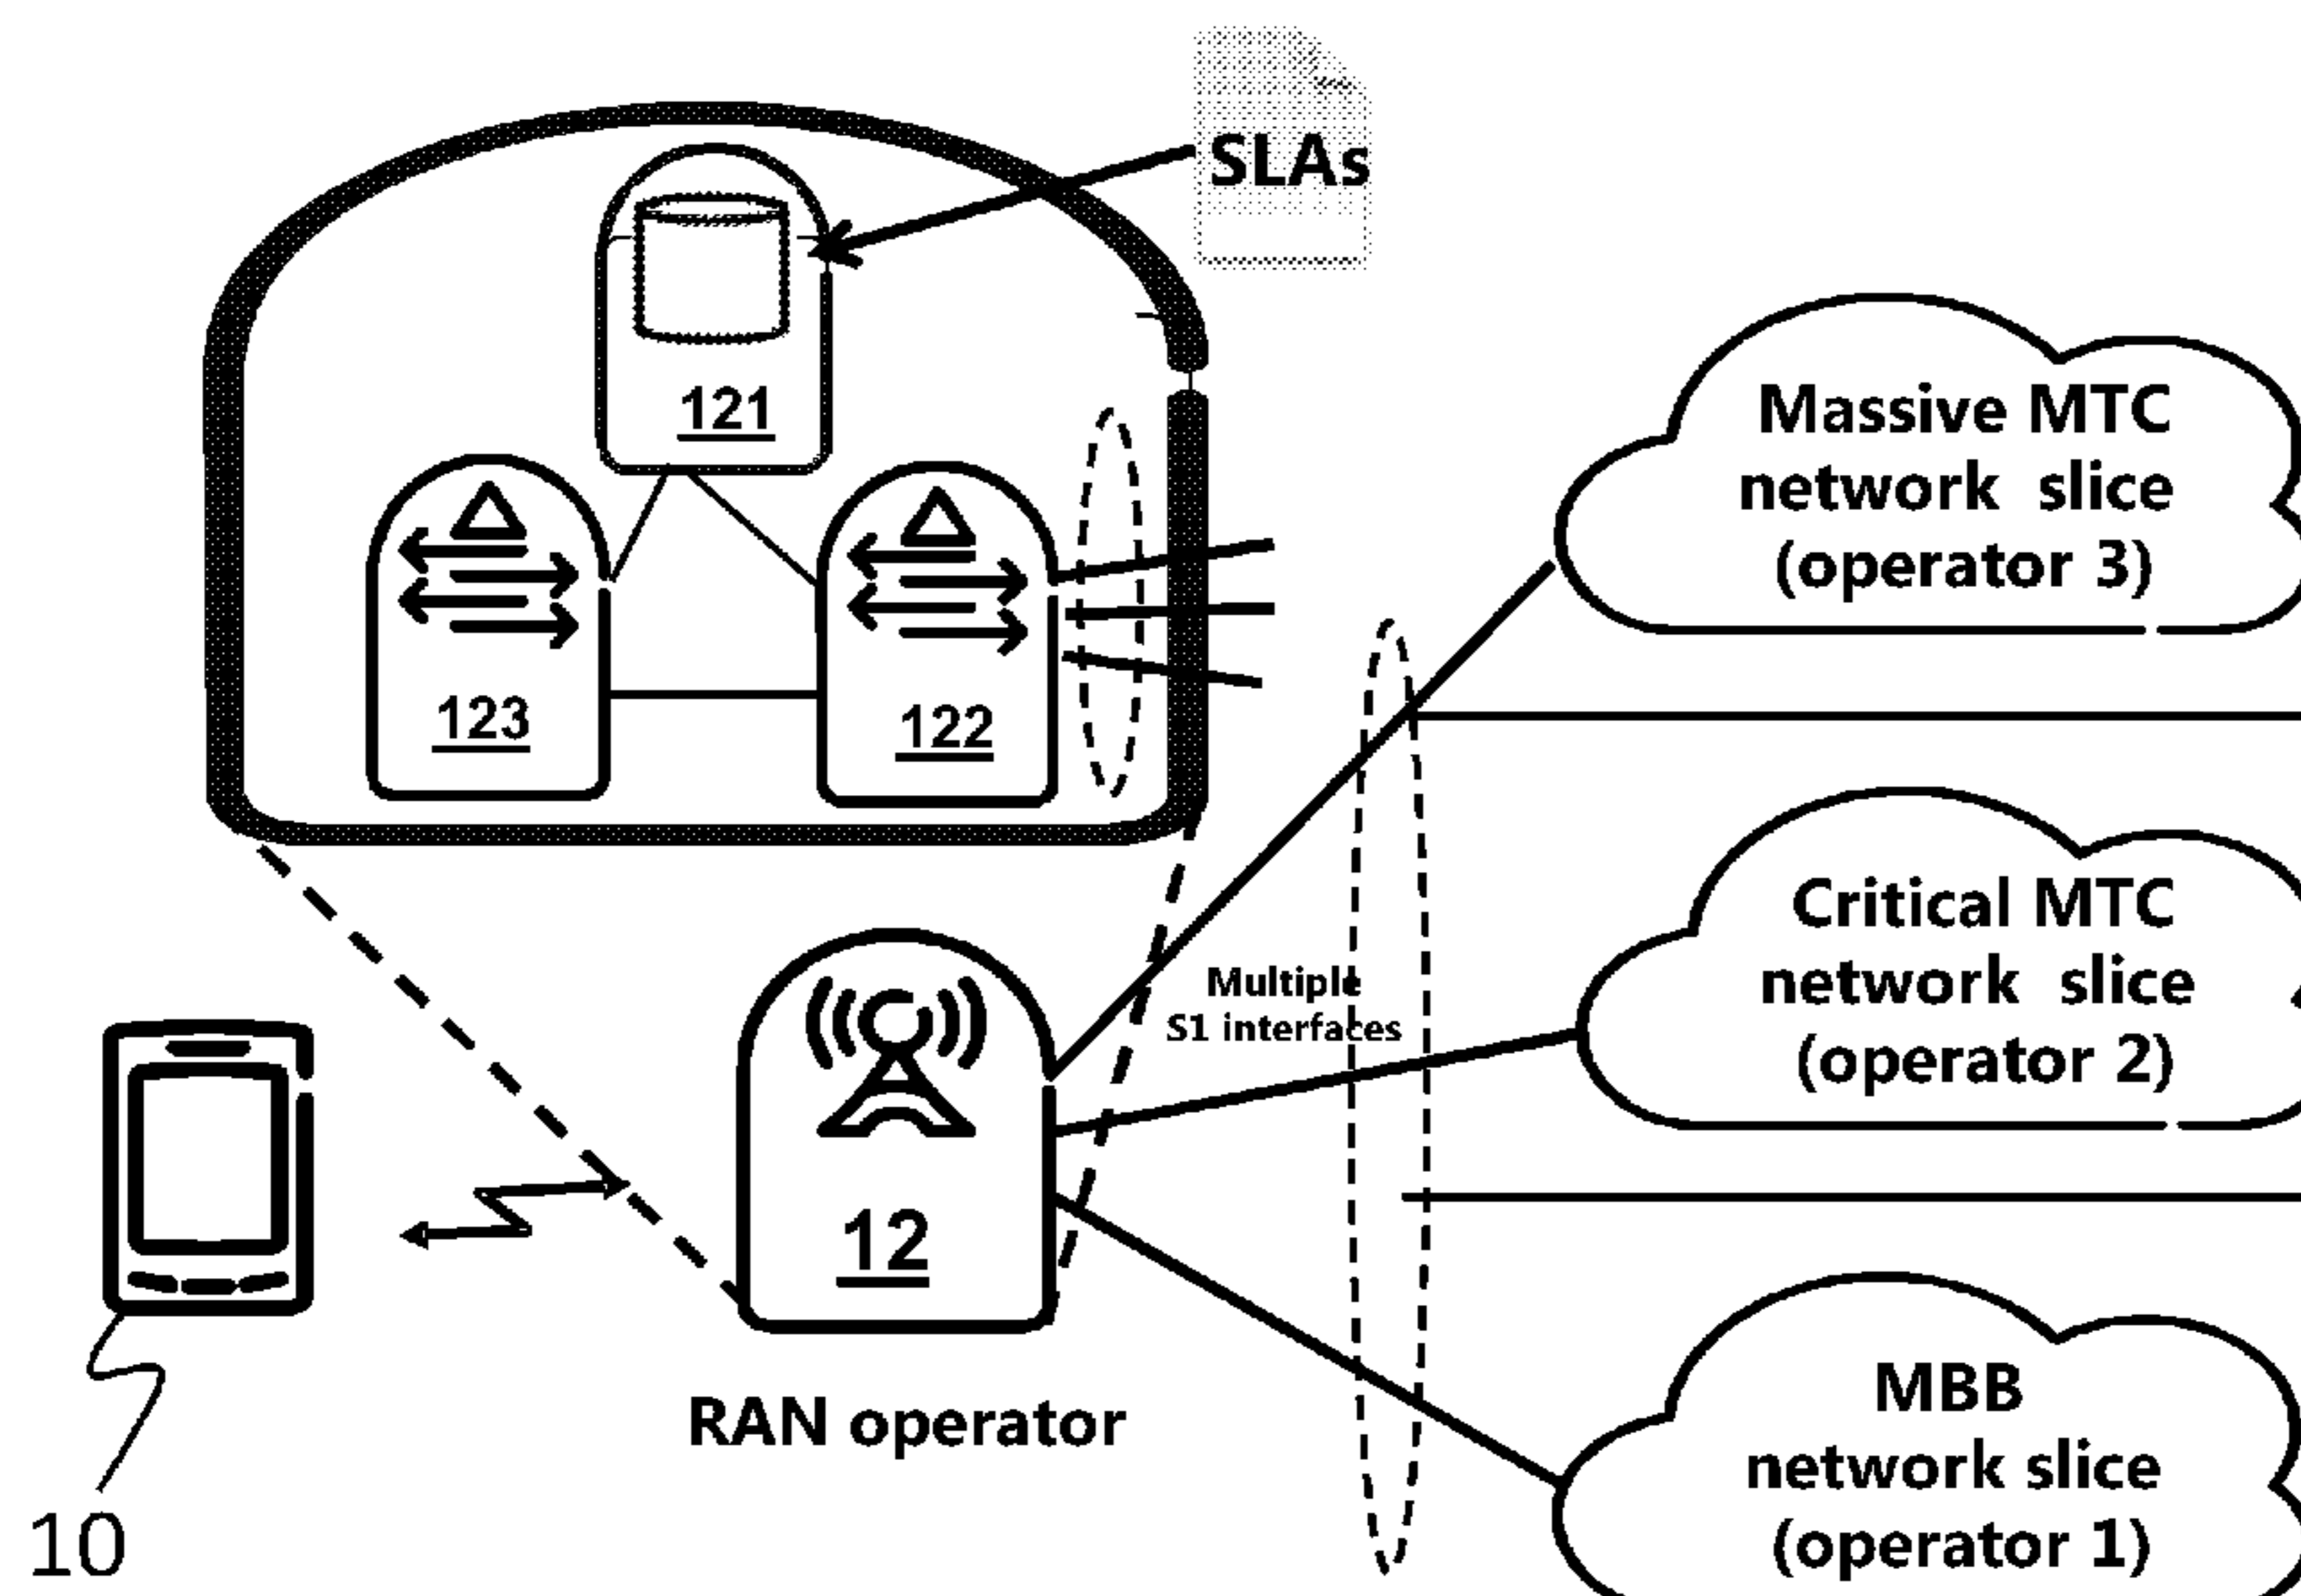 SLAs
121
123
122
Massive MTC
network slice
(operator 3)
Critical MTC
network slice
(operator 2)
Multiple
S1 interfaces
12
RAN operator
10
MBB
network slice
(operator 1)